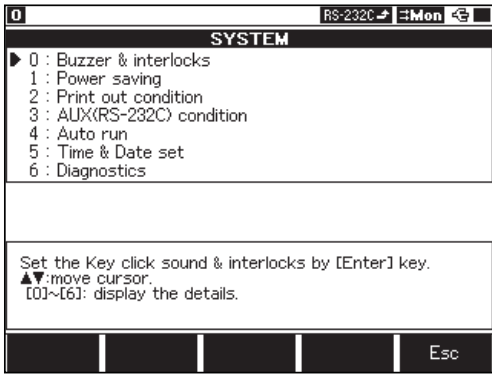 0 RS-232C Mon
SYSTEM
0 : Buzzer & interlocks
1 : Power saving
2 : Print out condition
3 : AUX(RS-232C) condition
4 : Auto run
5 : Time & Date set
6 : Diagnostics
Set the Key click sound & interlocks by [Enter] key.
▲▼:move cursor.
[0]~[6]: display the details.
Esc